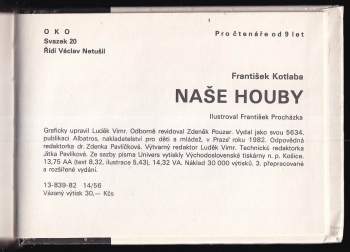 OKO
Svazek 20
Řídí Václav Netušil
Pro čtenáře od 9 let
František Kotlaba
NAŠE HOUBY
Ilustroval František Procházka
Graficky upravil Luděk Vimr. Odborně revidoval Zdeněk Pouzar. Vydal jako svou 5634.
publikaci Albatros, nakladatelství pro děti a mládež, v Praze roku 1982. Odpovědná
redaktorka dr. Zdenka Pavlíčková. Výtvarný redaktor Luděk Vimr. Technická redaktorka
Jitka Pavlíková. Ze sazby písma Univers vytiskly Východoslovenské tlačiarny n. p. Košice.
13,75 AA (text 8,32, ilustrace 5,43), 14,32 VA. Náklad 30 000 výtisků. 3. přepracované
a rozšířené vydání.
13-839-82 14/56
Vázaný výtisk 30,— Kčs